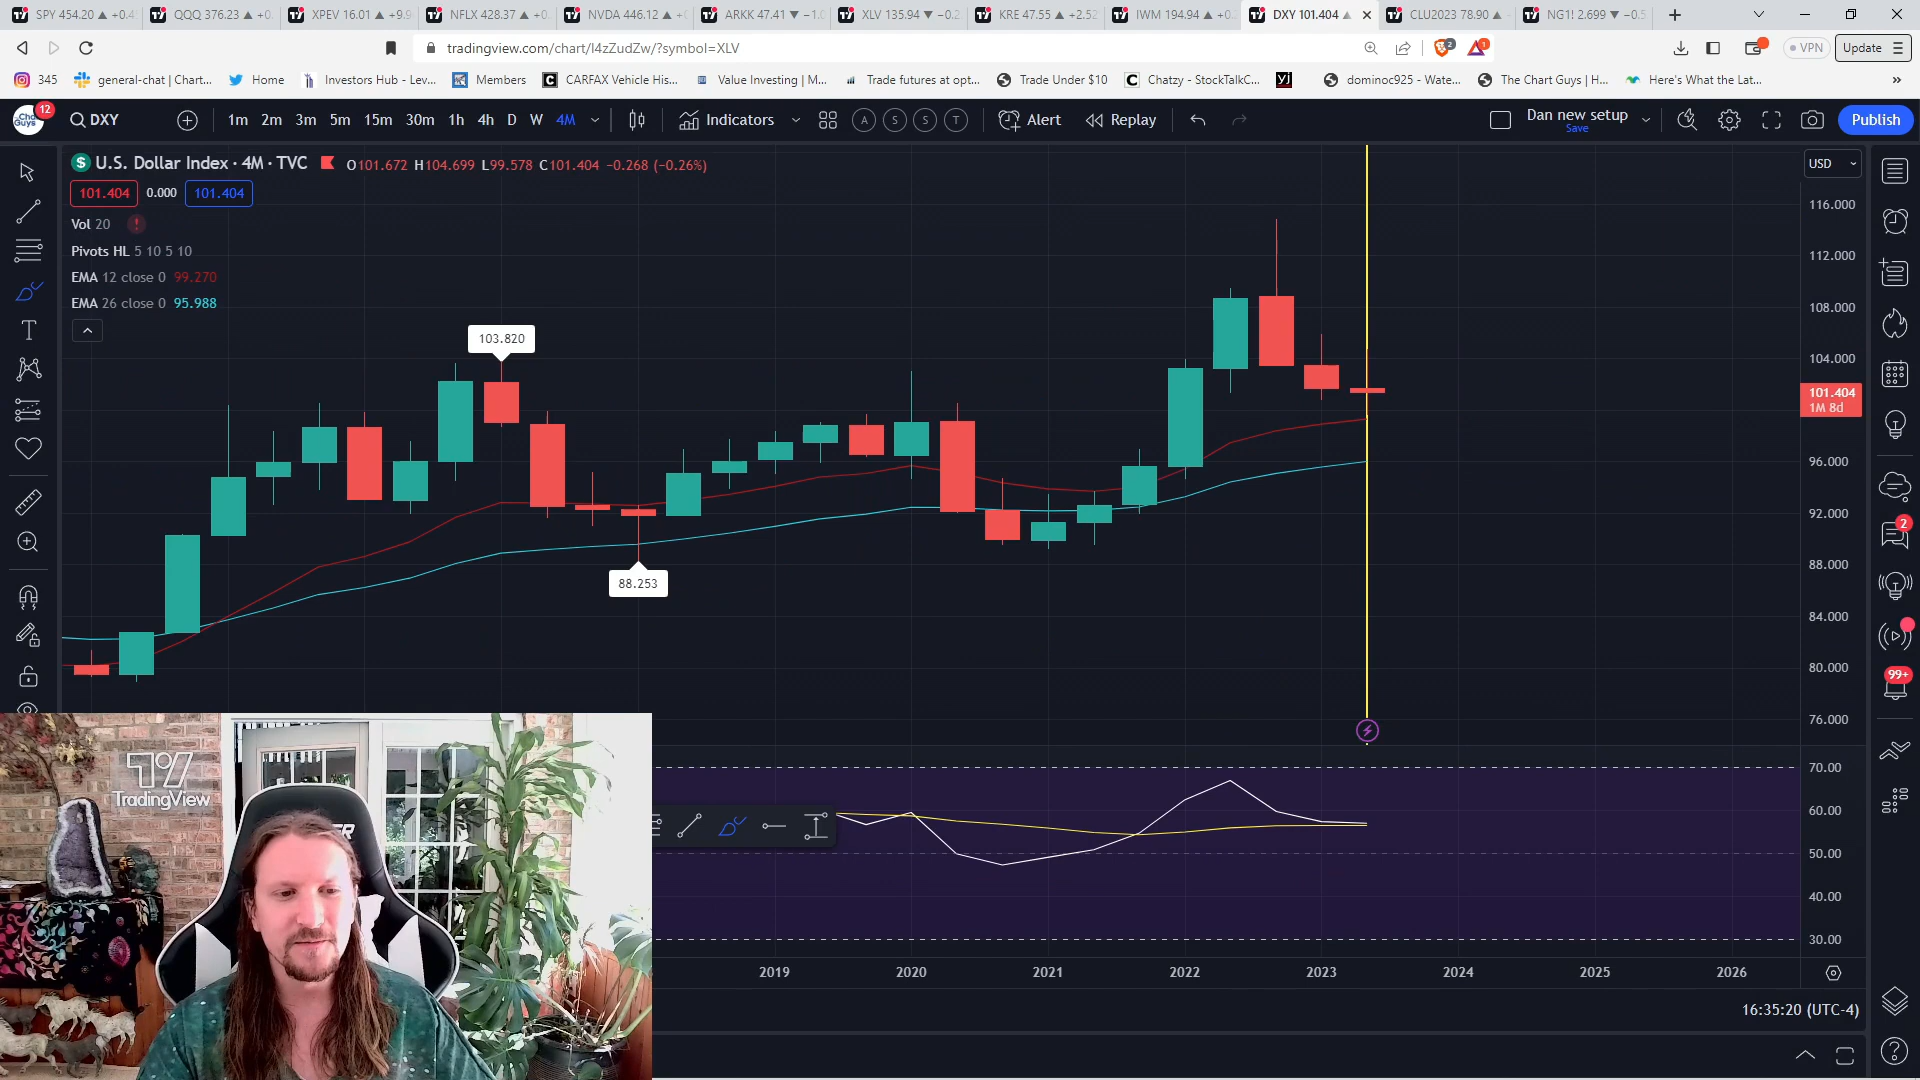 SPY 454.20 ▲ +0.4
QQQ 376.23 ▲ +0.
XPEV 16.01 ▲ +9.9
NFLX 428.37 ▲ +0.
NVDA 446.12 ▲ +0
ARKK 47.41 ▼ −1.0
XLV 135.94 ▼ −0.2
KRE 47.55 ▲ +2.52
IWM 194.94 ▲ +0.
DXY 101.404 ▲
CLU2023 78.90 ▲
NG1! 2.699 ▼ −0.5
tradingview.com/chart/I4zZudZw/?symbol=XLV
2
1
VPN
Update
345
general-chat | Chart...
Home
Investors Hub - Lev...
Members
CARFAX Vehicle His...
Value Investing | M...
Trade futures at opt...
Trade Under $10
Chatzy - StockTalkC...
dominoc925 - Wate...
The Chart Guys | H...
Here's What the Lat...
»
12
DXY
1m 2m 3m 5m 15m 30m 1h 4h D W 4M
Indicators
A S S T
Alert
Replay
Dan new setup
Save
Publish
U.S. Dollar Index · 4M · TVC
O101.672 H104.699 L99.578 C101.404 −0.268 (−0.26%)
USD
101.404 0.000 101.404
Vol 20
Pivots HL 5 10 5 10
EMA 12 close 0 99.270
EMA 26 close 0 95.988
103.820
88.253
116.000
112.000
108.000
104.000
101.404
1M 8d
96.000
92.000
88.000
84.000
80.000
76.000
70.00
60.00
50.00
40.00
30.00
2
99+
TradingView
2019 2020 2021 2022 2023 2024 2025 2026
16:35:20 (UTC-4)